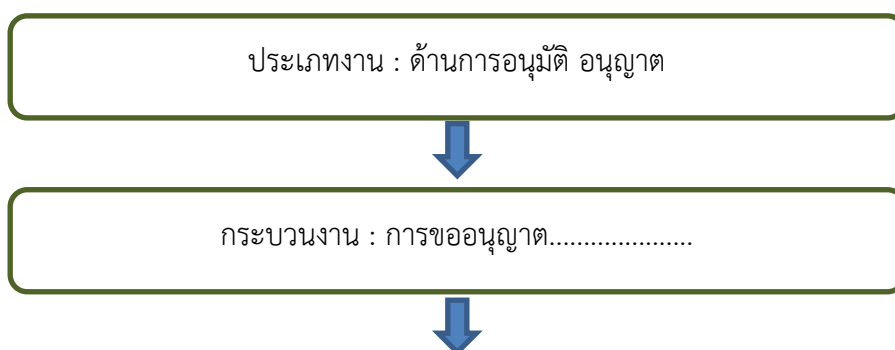 ประเภทงาน : ด้านการอนุมัติ อนุญาต
กระบวนงาน : การขออนุญาต.....................